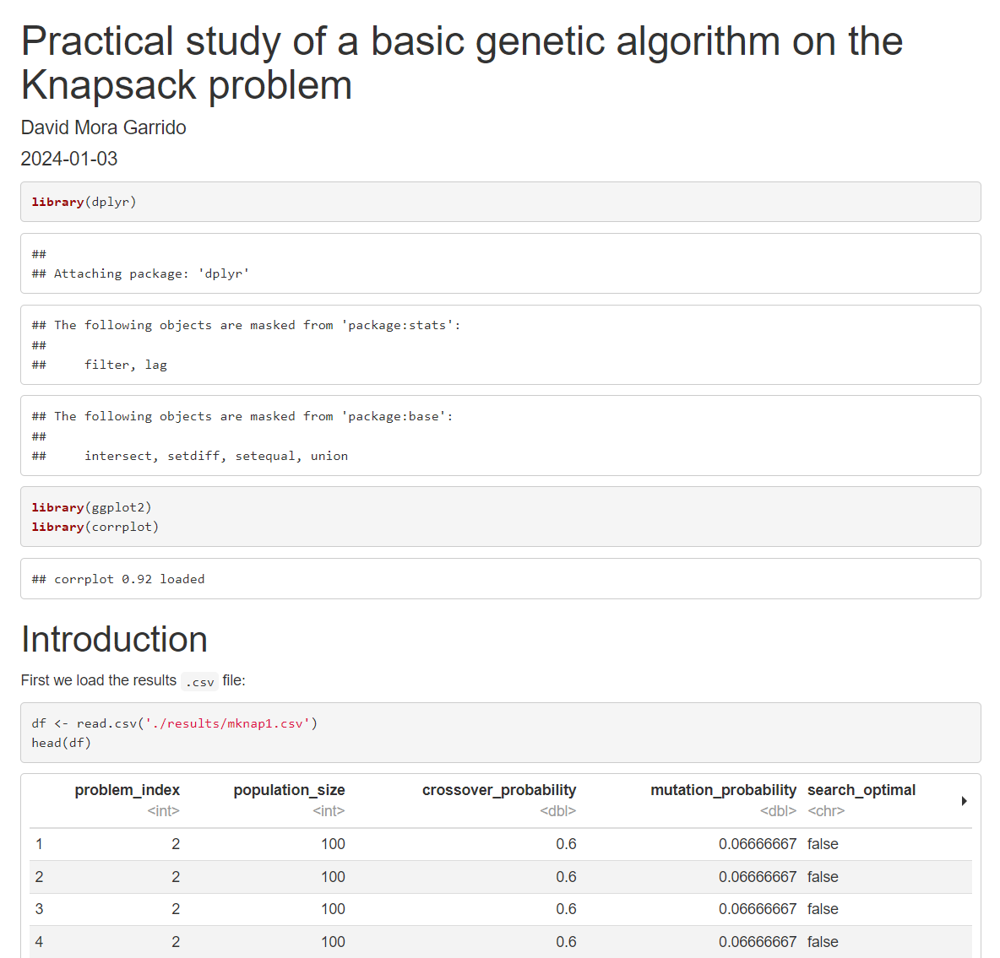 Practical study of a basic genetic algorithm on the
Knapsack problem
David Mora Garrido
2024-01-03
library(dplyr)
##
## Attaching package: 'dplyr'
## The following objects are masked from 'package:stats':
##
##     filter, lag
## The following objects are masked from 'package:base':
##
##     intersect, setdiff, setequal, union
library(ggplot2)
library(corrplot)
## corrplot 0.92 loaded
Introduction
First we load the results .csv file:
df <- read.csv('./results/mknap1.csv')
head(df)
problem_index population_size crossover_probability mutation_probability search_optimal
<int> <int> <dbl> <dbl> <chr>
1 2 100 0.6 0.06666667 false
2 2 100 0.6 0.06666667 false
3 2 100 0.6 0.06666667 false
4 2 100 0.6 0.06666667 false